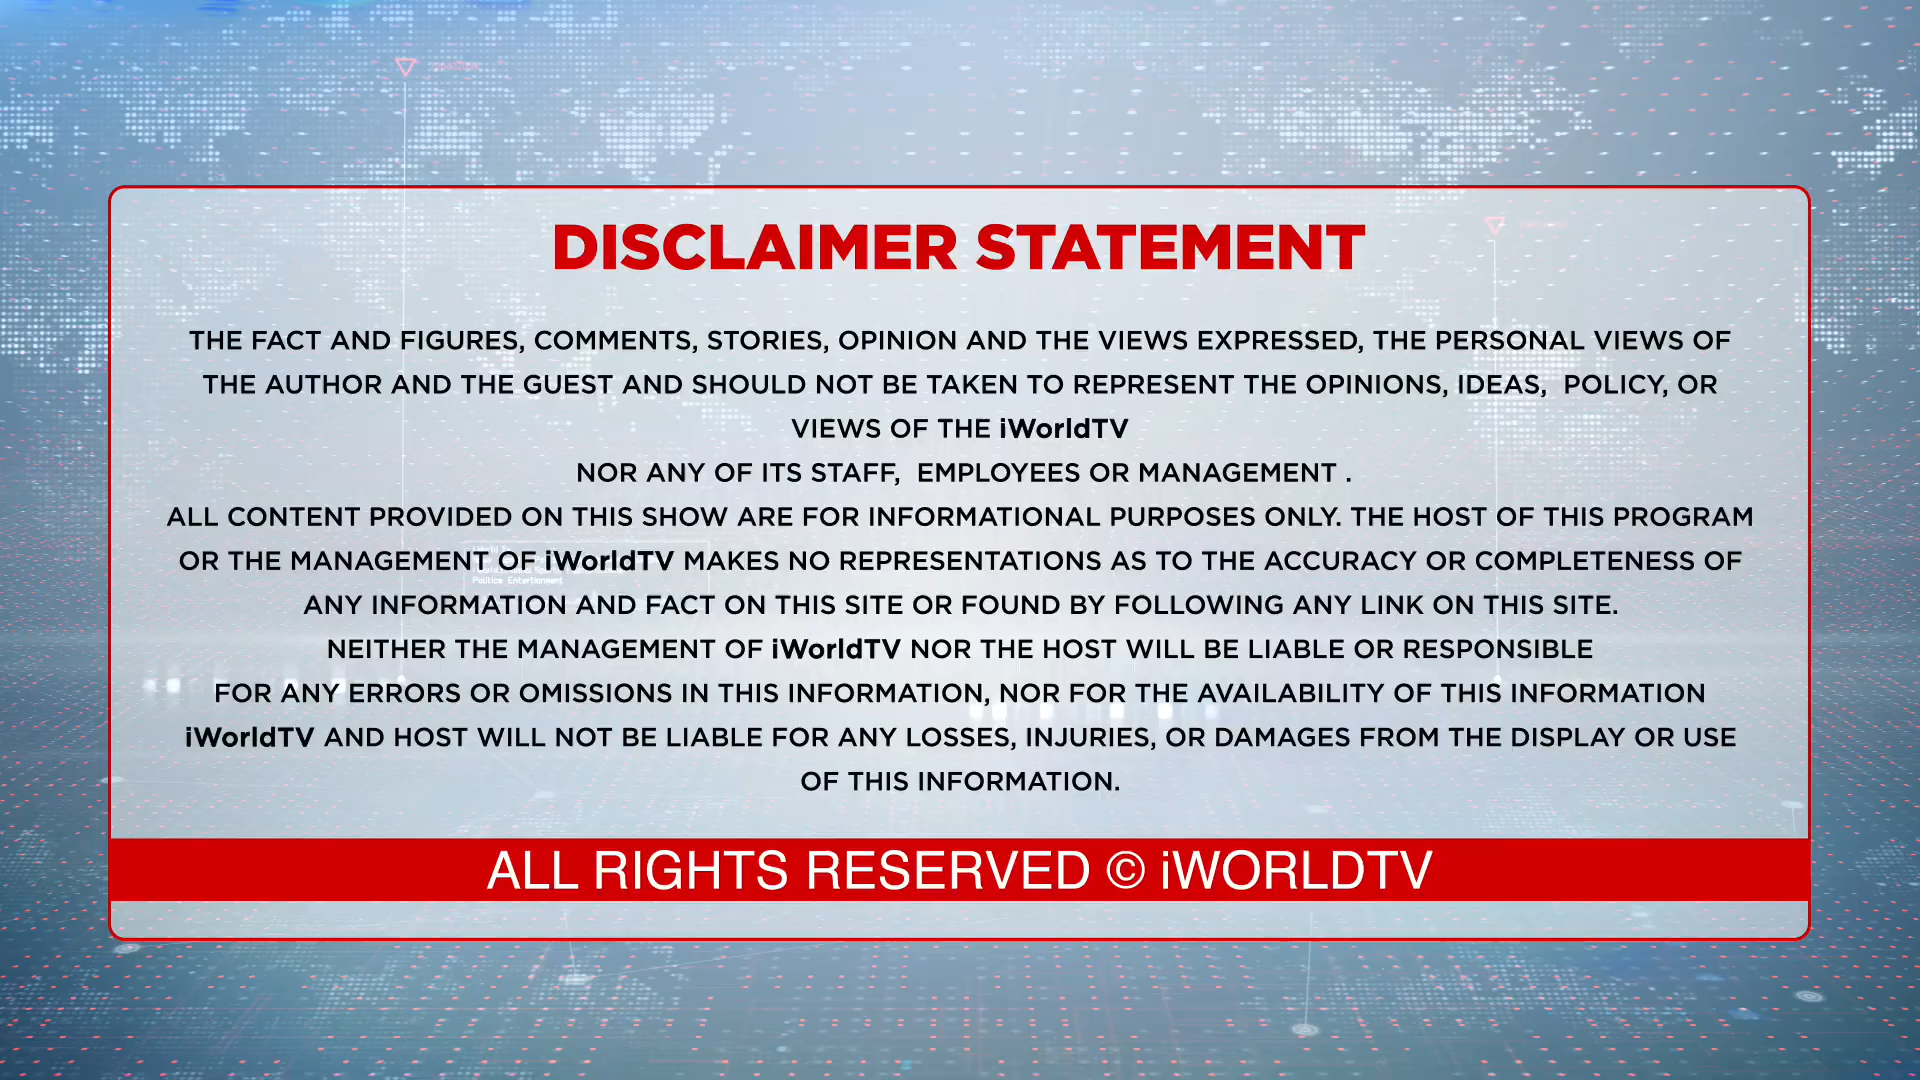 DISCLAIMER STATEMENT
THE FACT AND FIGURES, COMMENTS, STORIES, OPINION AND THE VIEWS EXPRESSED, THE PERSONAL VIEWS OF
THE AUTHOR AND THE GUEST AND SHOULD NOT BE TAKEN TO REPRESENT THE OPINIONS, IDEAS, POLICY, OR
VIEWS OF THE iWorldTV
NOR ANY OF ITS STAFF, EMPLOYEES OR MANAGEMENT .
ALL CONTENT PROVIDED ON THIS SHOW ARE FOR INFORMATIONAL PURPOSES ONLY. THE HOST OF THIS PROGRAM
OR THE MANAGEMENT OF iWorldTV MAKES NO REPRESENTATIONS AS TO THE ACCURACY OR COMPLETENESS OF
Politics Entertionment
ANY INFORMATION AND FACT ON THIS SITE OR FOUND BY FOLLOWING ANY LINK ON THIS SITE.
NEITHER THE MANAGEMENT OF iWorldTV NOR THE HOST WILL BE LIABLE OR RESPONSIBLE
FOR ANY ERRORS OR OMISSIONS IN THIS INFORMATION, NOR FOR THE AVAILABILITY OF THIS INFORMATION
iWorldTV AND HOST WILL NOT BE LIABLE FOR ANY LOSSES, INJURIES, OR DAMAGES FROM THE DISPLAY OR USE
OF THIS INFORMATION.
ALL RIGHTS RESERVED © iWORLDTV